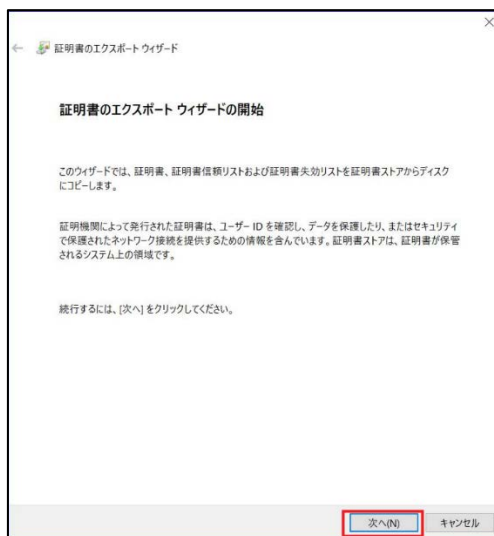 証明書のエクスポート ウィザード
証明書のエクスポート ウィザードの開始
このウィザードでは、証明書、証明書信頼リストおよび証明書失効リストを証明書ストアからディスク
にコピーします。
証明機関によって発行された証明書は、ユーザー ID を確認し、データを保護したり、またはセキュリティ
で保護されたネットワーク接続を提供するための情報を含んでいます。証明書ストアは、証明書が保管
されるシステム上の領域です。
続行するには、[次へ] をクリックしてください。
次へ(N)
キャンセル